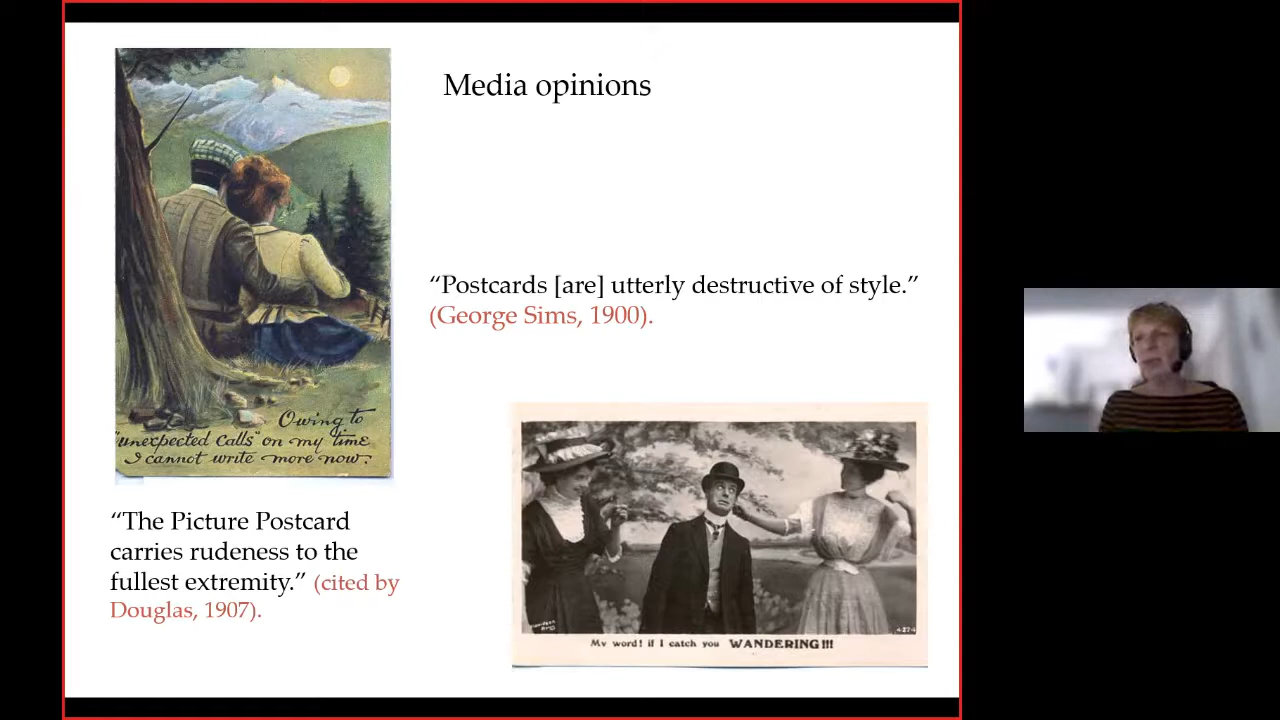 Media opinions
Owing to
"unexpected calls" on my time
I cannot write more now.
“Postcards [are] utterly destructive of style.”
(George Sims, 1900).
“The Picture Postcard
carries rudeness to the
fullest extremity.” (cited by
Douglas, 1907).
My word! if I catch you WANDERING!!!